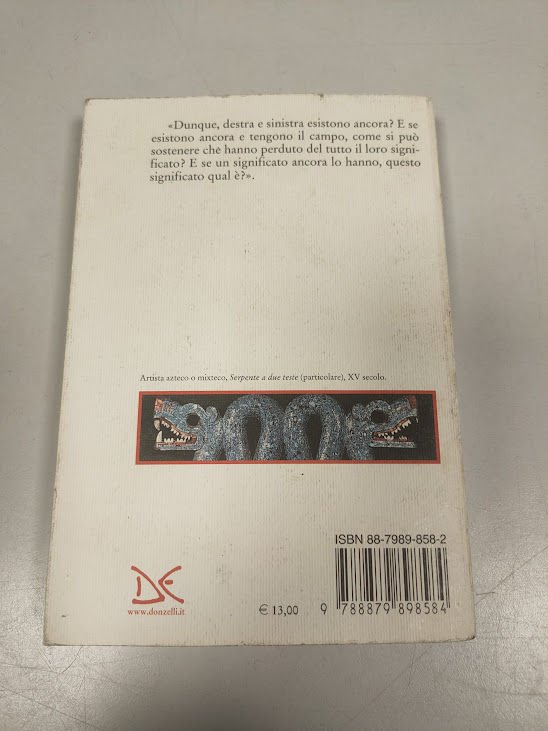 «Dunque, destra e sinistra esistono ancora? E se
esistono ancora e tengono il campo, come si può
sostenere che hanno perduto del tutto il loro signi-
ficato? E se un significato ancora lo hanno, questo
significato qual è?».
Artista azteco o mixteco, Serpente a due teste (particolare), XV secolo.
ISBN 88-7989-858-2
DE
www.donzelli.it
€ 13,00
9 788879 898584